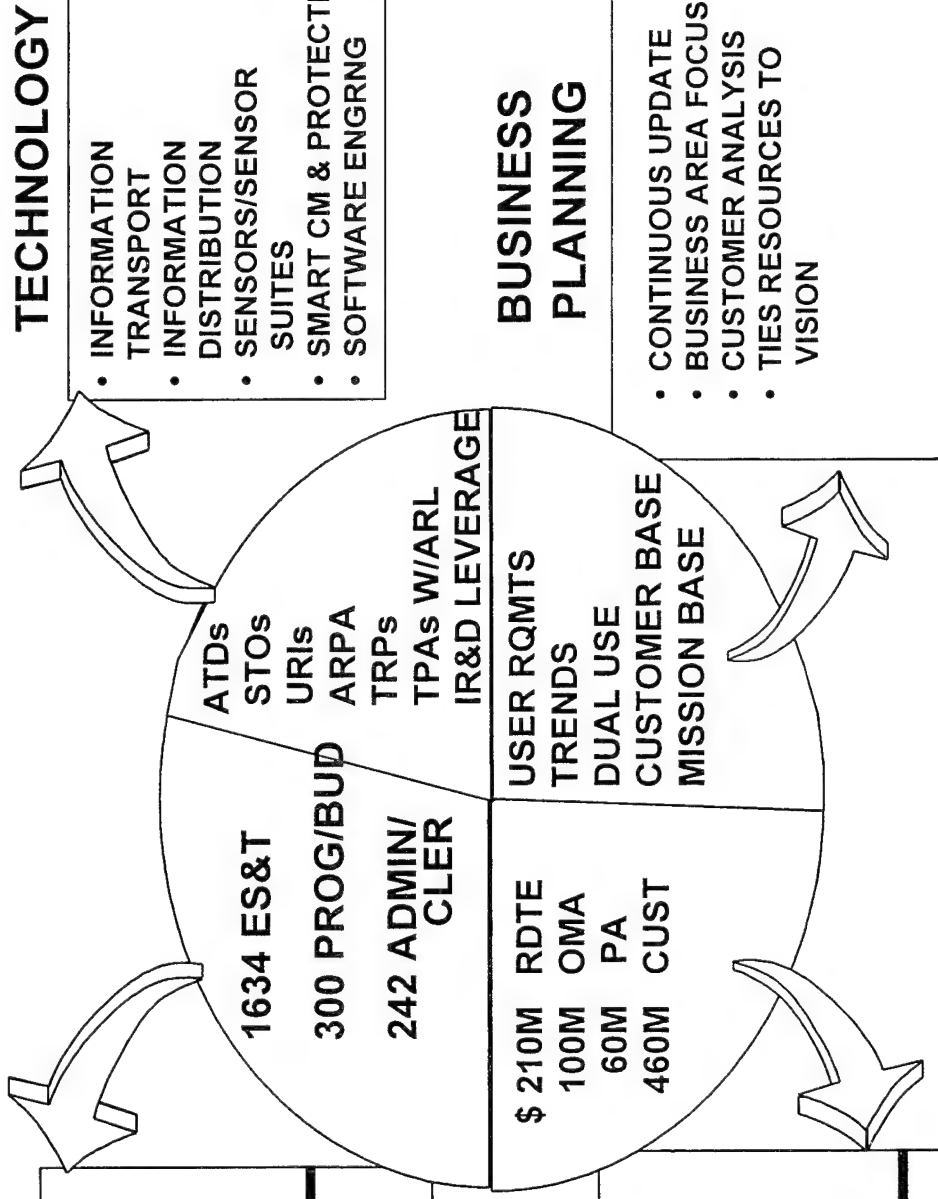 TECHNOLOGY
• INFORMATION
TRANSPORT
• INFORMATION
DISTRIBUTION
• SENSORS/SENSOR
SUITES
• SMART CM & PROTECTI
• SOFTWARE ENGRNG
BUSINESS
PLANNING
• CONTINUOUS UPDATE
• BUSINESS AREA FOCUS
• CUSTOMER ANALYSIS
• TIES RESOURCES TO
VISION
1634 ES&T
300 PROG/BUD
242 ADMIN/
CLER
ATDs
STOs
URIs
ARPA
TRPs
TPAs W/ARL
IR&D LEVERAGE
$ 210M RDTE
100M OMA
60M PA
460M CUST
USER RQMTS
TRENDS
DUAL USE
CUSTOMER BASE
MISSION BASE